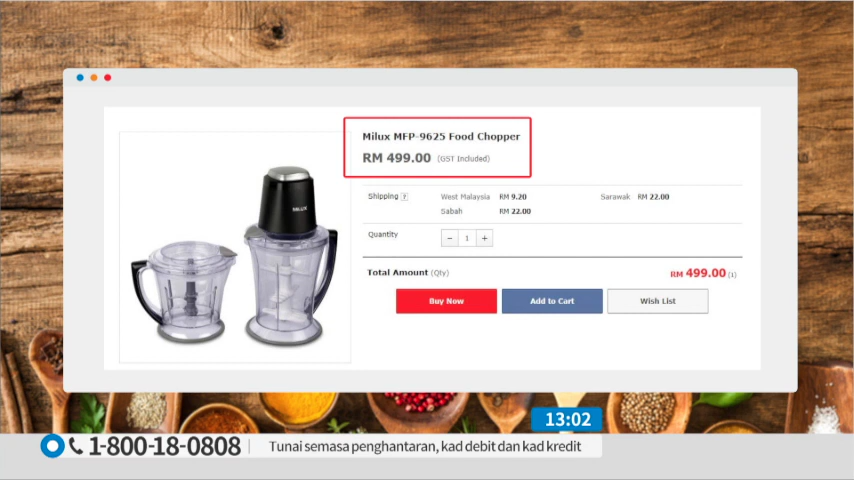 Milux MFP-9625 Food Chopper
RM 499.00 (GST Included)
Shipping ? West Malaysia RM 9.20 Sarawak RM 22.00
Sabah RM 22.00
Quantity - 1 +
Total Amount (Qty) RM 499.00 (1)
Buy Now Add to Cart Wish List
MILUX
13:02
1-800-18-0808 Tunai semasa penghantaran, kad debit dan kad kredit